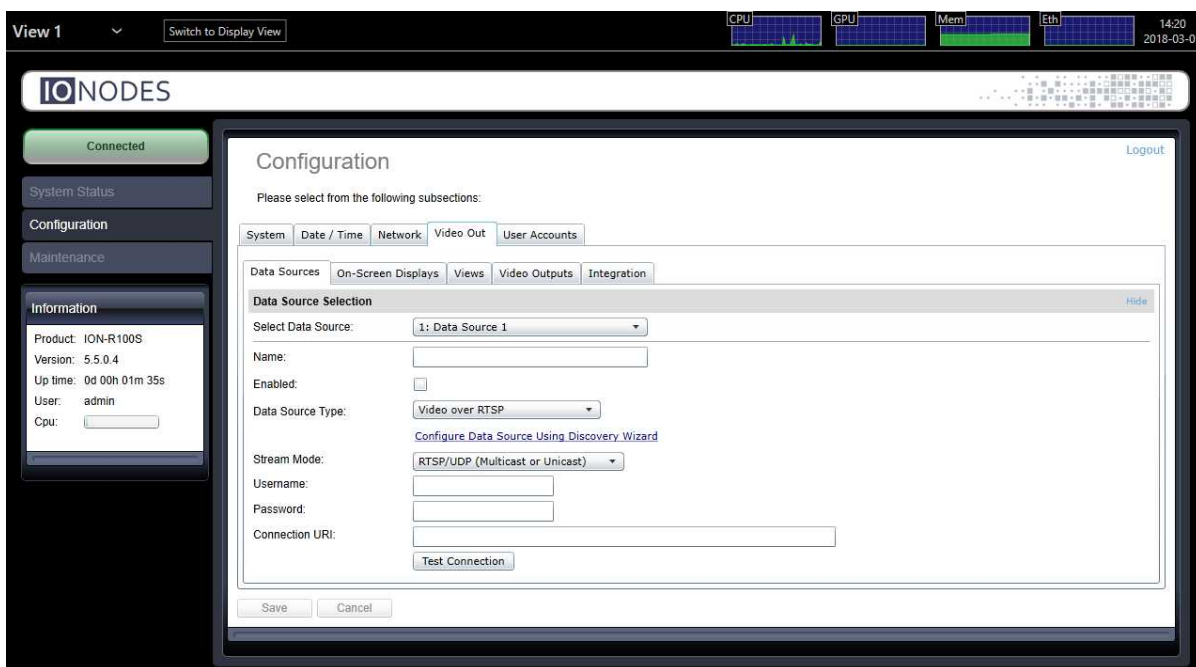 View 1
Switch to Display View
CPU
GPU
Mem
Eth
14:20
2018-03-0
IONODES
Connected
System Status
Configuration
Maintenance
Information
Product: ION-R100S
Version: 5.5.0.4
Up time: 0d 00h 01m 35s
User: admin
Cpu:
Logout
Configuration
Please select from the following subsections:
System Date / Time Network Video Out User Accounts
Data Sources On-Screen Displays Views Video Outputs Integration
Data Source Selection Hide
Select Data Source: 1: Data Source 1
Name:
Enabled:
Data Source Type: Video over RTSP
Configure Data Source Using Discovery Wizard
Stream Mode: RTSP/UDP (Multicast or Unicast)
Username:
Password:
Connection URI:
Test Connection
Save Cancel